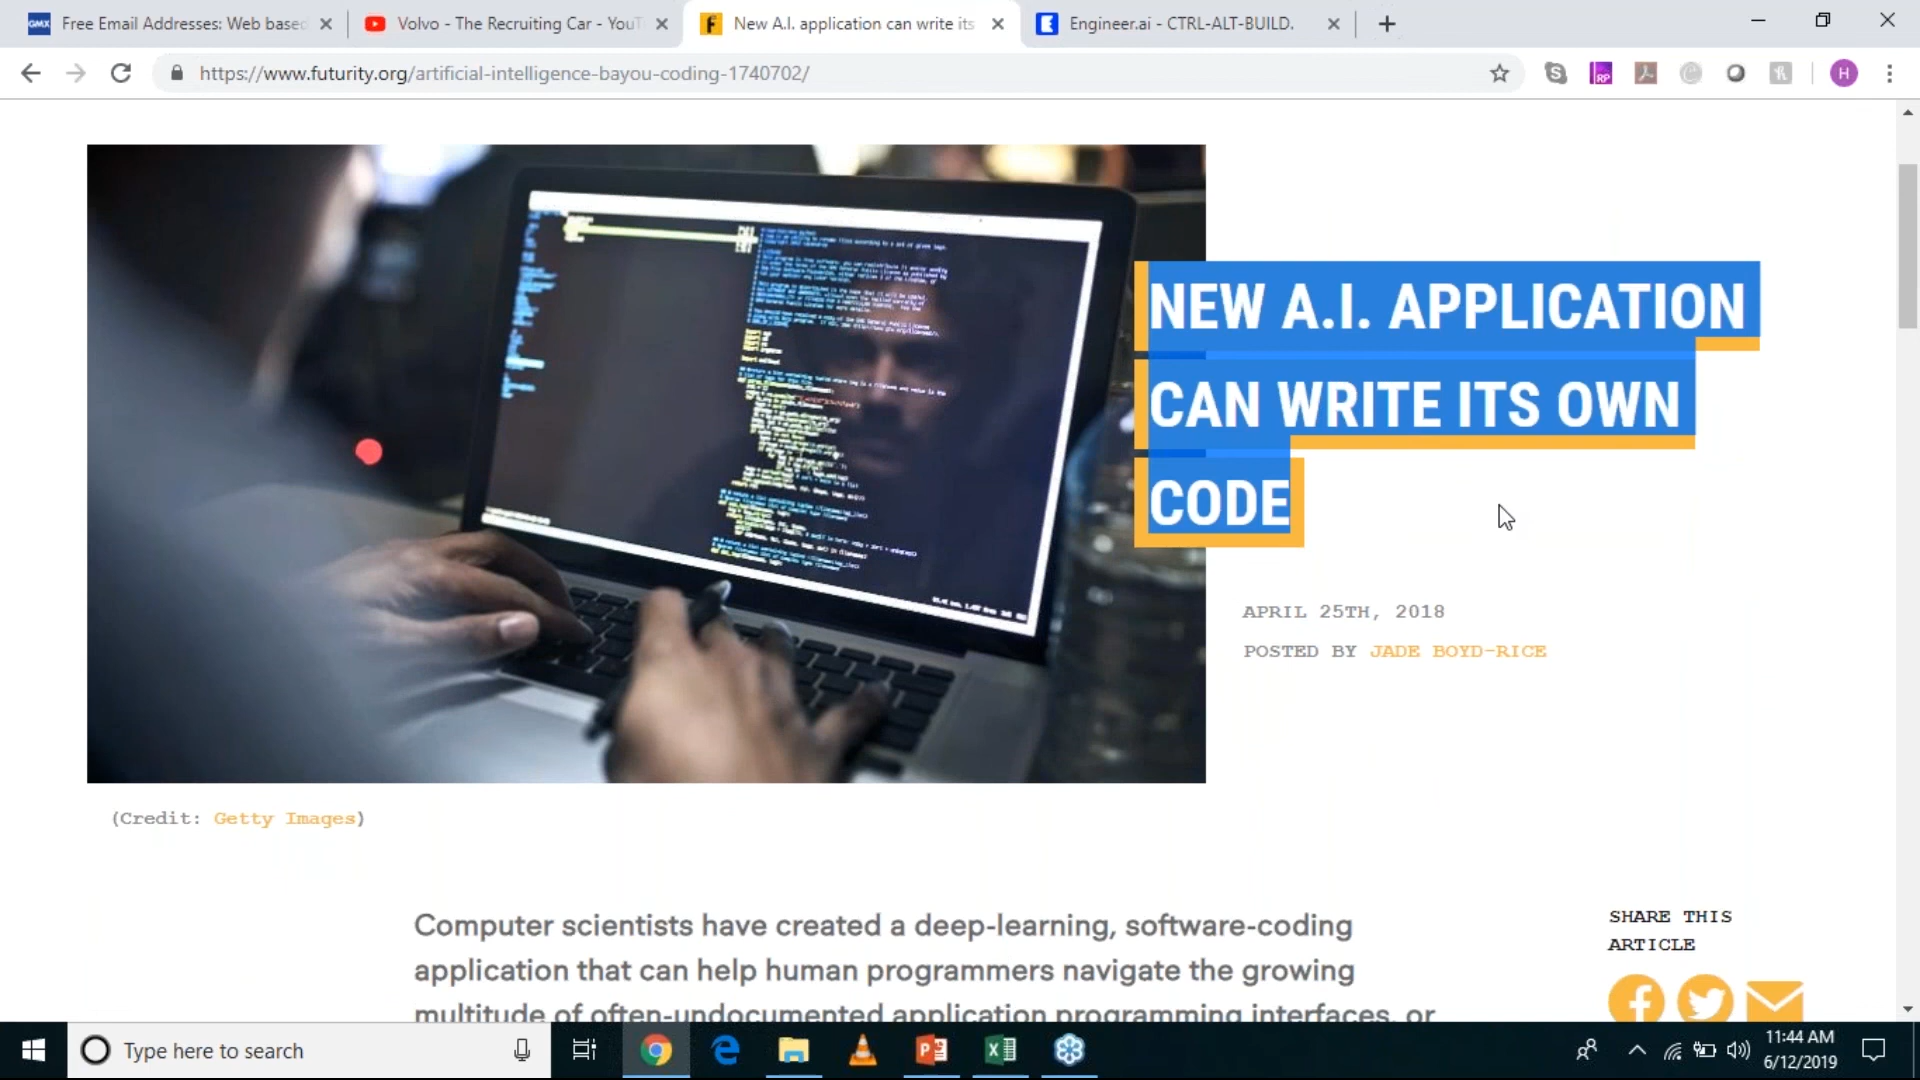 Free Email Addresses: Web based
Volvo - The Recruiting Car - YouT
New A.I. application can write its
Engineer.ai - CTRL-ALT-BUILD.
https://www.futurity.org/artificial-intelligence-bayou-coding-1740702/
NEW A.I. APPLICATION
CAN WRITE ITS OWN
CODE
APRIL 25TH, 2018
POSTED BY JADE BOYD-RICE
(Credit: Getty Images)
Computer scientists have created a deep-learning, software-coding
application that can help human programmers navigate the growing
multitude of often-undocumented application programming interfaces, or
SHARE THIS
ARTICLE
Type here to search
11:44 AM
6/12/2019